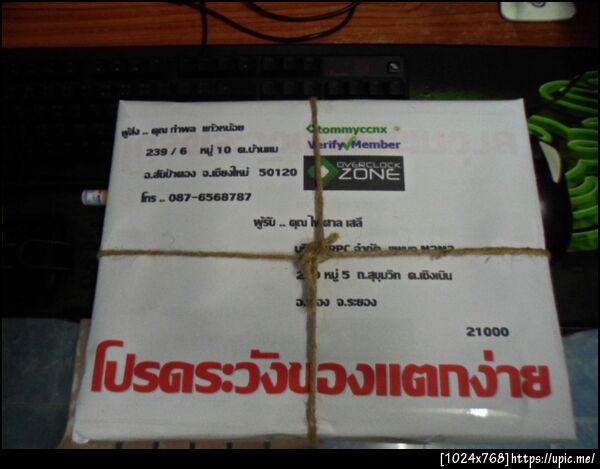 ผู้ส่ง .. คุณ กำพล แก้วหน่อย
239 / 6 หมู่ 10 ต.บ้านแม
อ.สันป่าตอง จ.เชียงใหม่ 50120
โทร .. 087-6568787
tommyccnx ®
Verify Member
OVERCLOCK
ZONE
ผู้รับ .. คุณ ไพศาล เสลี
IRPC จำกัด
หมู่ 5 ถ.สุขุมวิท ต.เชิงเนิน
จ.ระยอง
21000
โปรดระวังของแตกง่าย
[1024x768]https://upic.me/